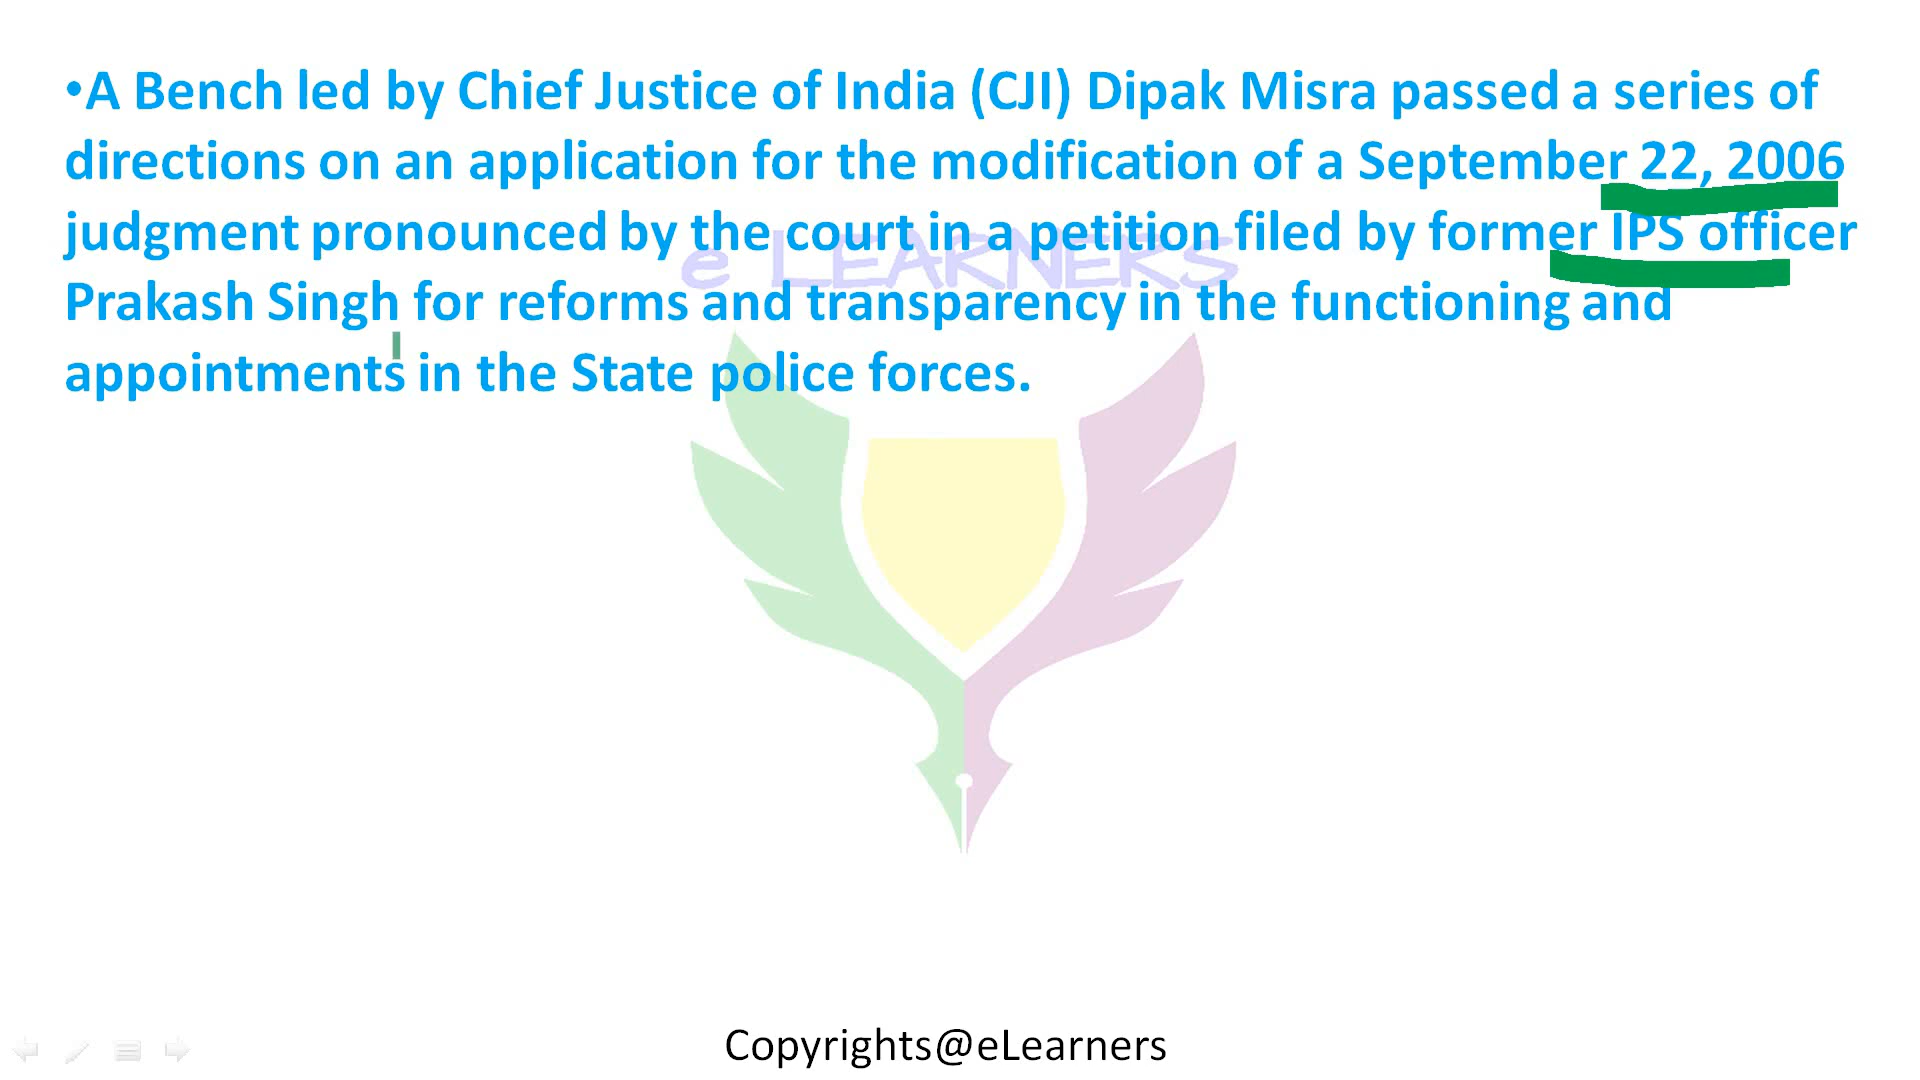 •A Bench led by Chief Justice of India (CJI) Dipak Misra passed a series of
directions on an application for the modification of a September 22, 2006
judgment pronounced by the court in a petition filed by former IPS officer
e LEARNERS
Prakash Singh for reforms and transparency in the functioning and
appointments in the State police forces.
Copyrights@eLearners